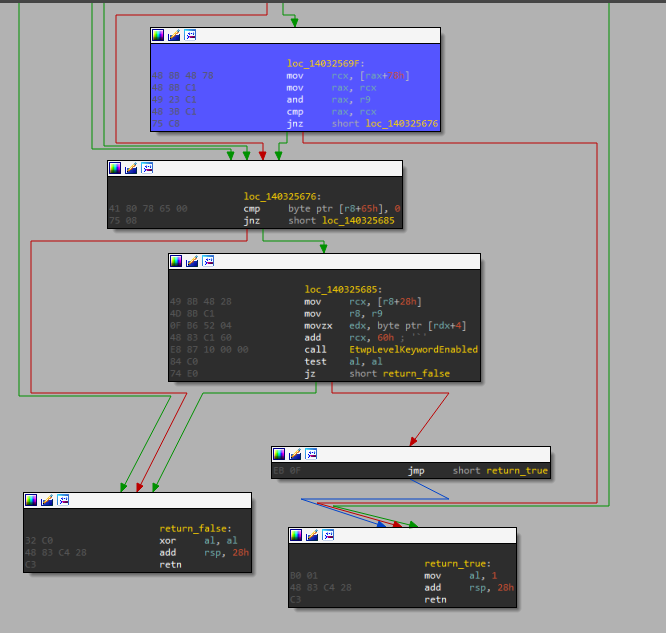 loc_14032569F:
48 8B 48 78 mov rcx, [rax+78h]
48 8B C1 mov rax, rcx
49 23 C1 and rax, r9
48 3B C1 cmp rax, rcx
75 C8 jnz short loc_140325676
loc_140325676:
41 80 78 65 00 cmp byte ptr [r8+65h], 0
75 08 jnz short loc_140325685
loc_140325685:
49 8B 48 28 mov rcx, [r8+28h]
4D 8B C1 mov r8, r9
0F B6 52 04 movzx edx, byte ptr [rdx+4]
48 83 C1 60 add rcx, 60h ; '`'
E8 87 10 00 00 call EtwpLevelKeywordEnabled
84 C0 test al, al
74 E0 jz short return_false
EB 0F jmp short return_true
return_false:
32 C0 xor al, al
48 83 C4 28 add rsp, 28h
C3 retn
return_true:
B0 01 mov al, 1
48 83 C4 28 add rsp, 28h
C3 retn